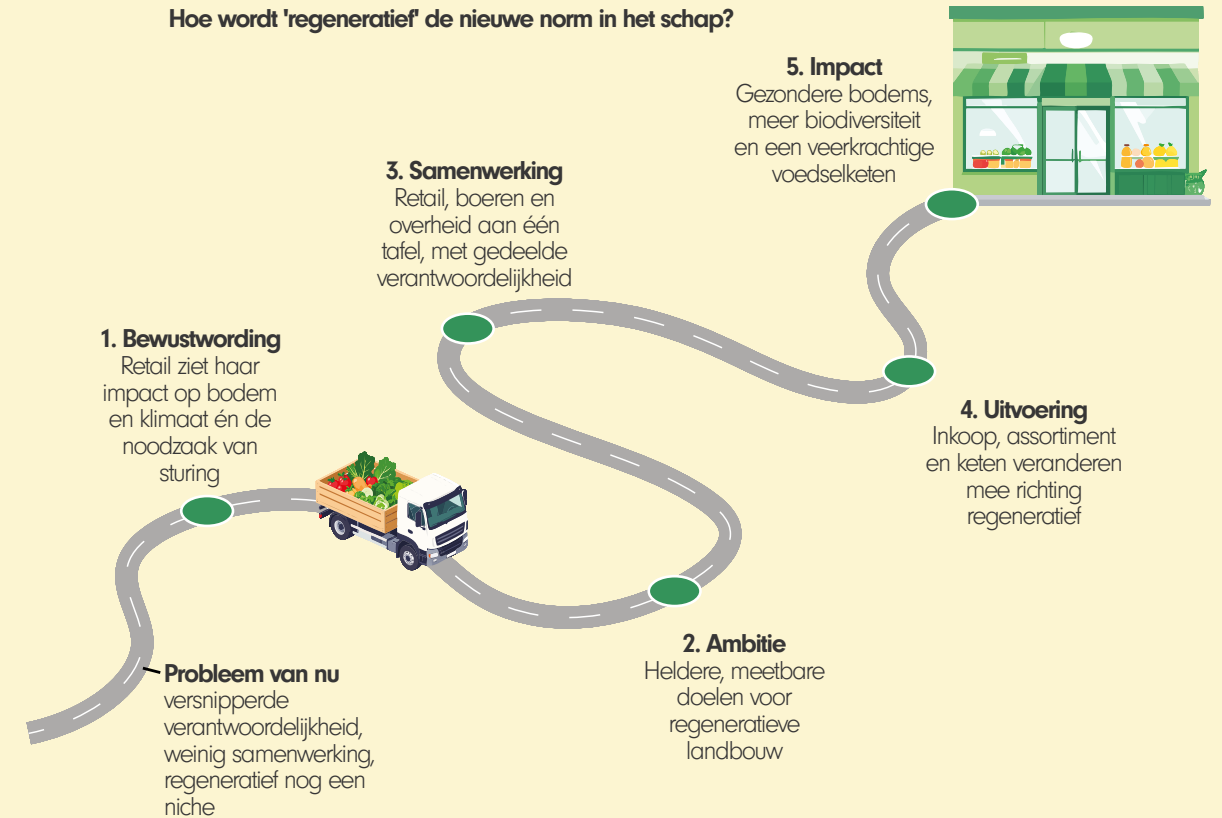 Hoe wordt 'regeneratief' de nieuwe norm in het schap?
Probleem van nu
versnipperde
verantwoordelijkheid,
weinig samenwerking,
regeneratief nog een
niche
1. Bewustwording
Retail ziet haar
impact op bodem
en klimaat én de
noodzaak van
sturing
2. Ambitie
Heldere, meetbare
doelen voor
regeneratieve
landbouw
3. Samenwerking
Retail, boeren en
overheid aan één
tafel, met gedeelde
verantwoordelijkheid
4. Uitvoering
Inkoop, assortiment
en keten veranderen
mee richting
regeneratief
5. Impact
Gezondere bodems,
meer biodiversiteit
en een veerkrachtige
voedselketen